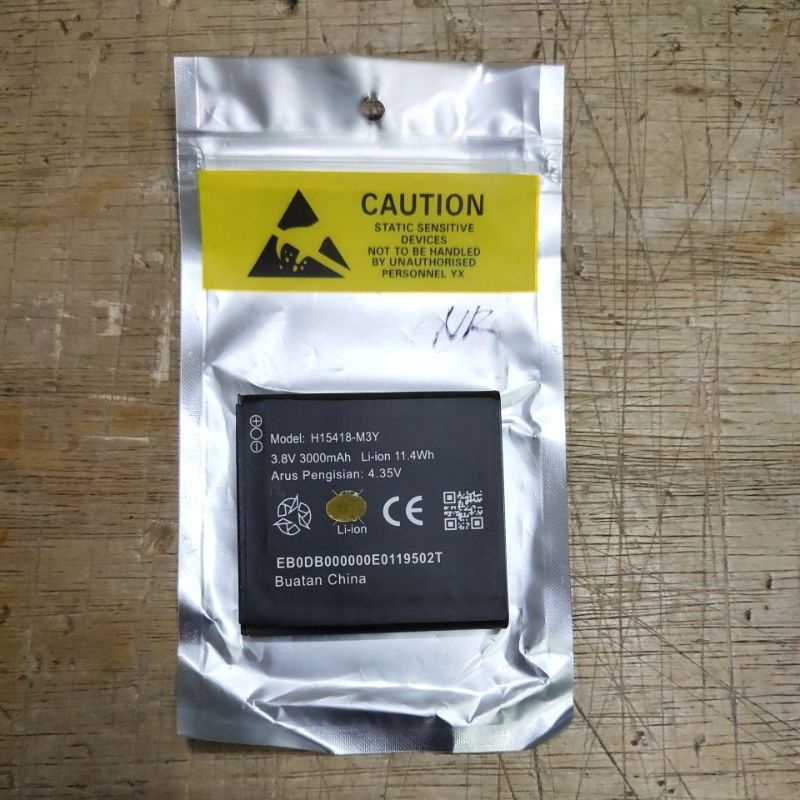 CAUTION
STATIC SENSITIVE
DEVICES
NOT TO BE HANDLED
BY UNAUTHORISED
PERSONNEL YX
NR
Model: H15418-M3Y
3.8V 3000mAh Li-ion 11.4Wh
Arus Pengisian: 4.35V
CE
Li-ion
EB0DB000000E0119502T
Buatan China